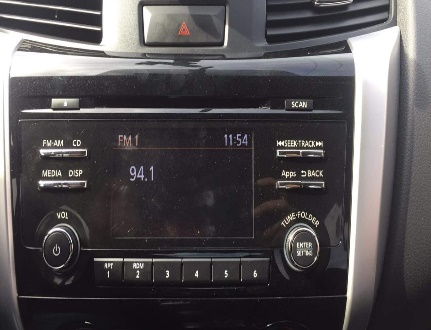 SCAN
FM-AM CD
FM 1 11:54
SEEK·TRACK
MEDIA DISP
94.1
Apps BACK
VOL
TUNE·FOLDER
ENTER
SETTING
RPT RDM
1 2 3 4 5 6